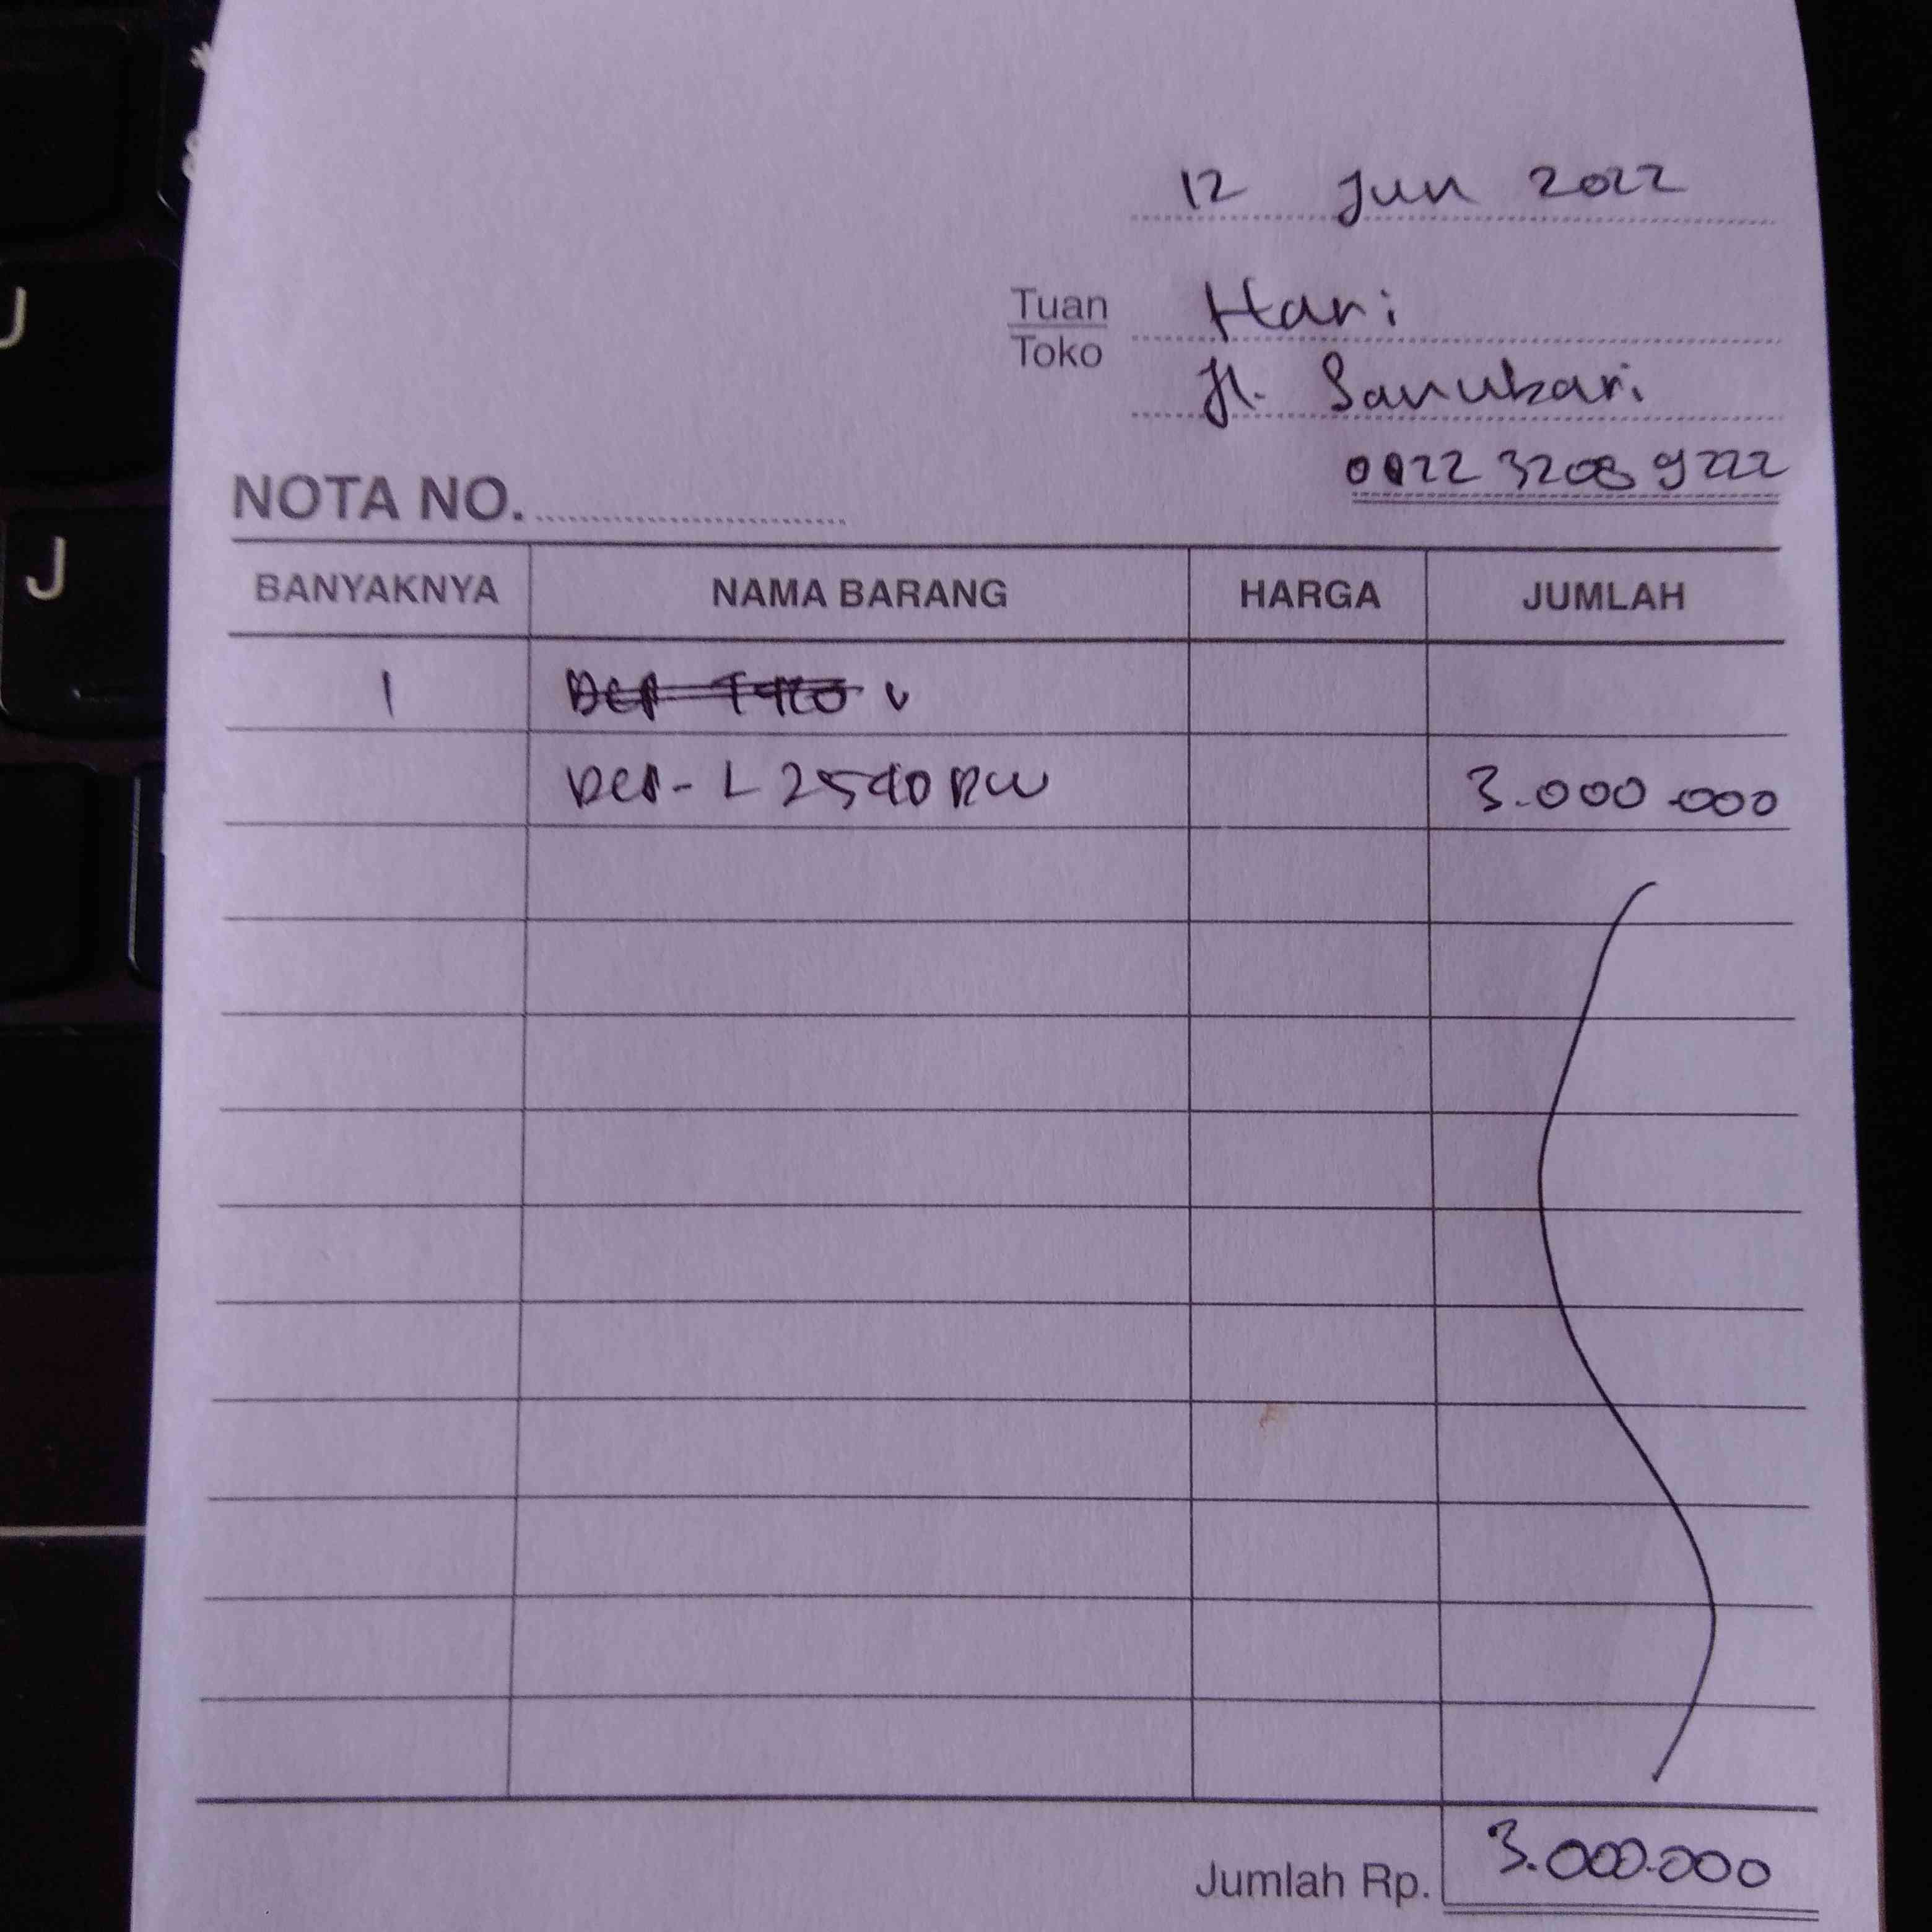 12 Jun 2022
Tuan Hari
Toko
Jl. Sanukari
NOTA NO. 0822 3208 9222
BANYAKNYA NAMA BARANG HARGA JUMLAH
1
DCP-L2540DW 3.000.000
Jumlah Rp. 3.000.000
J
J